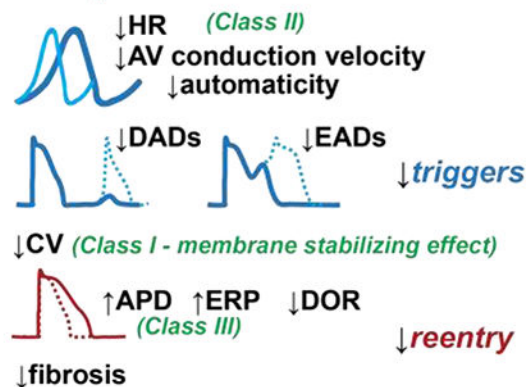 ↓HR (Class II)
↓AV conduction velocity
↓automaticity
↓DADs ↓EADs
↓triggers
↓CV (Class I - membrane stabilizing effect)
↑APD ↑ERP ↓DOR
(Class III)
↓reentry
↓fibrosis